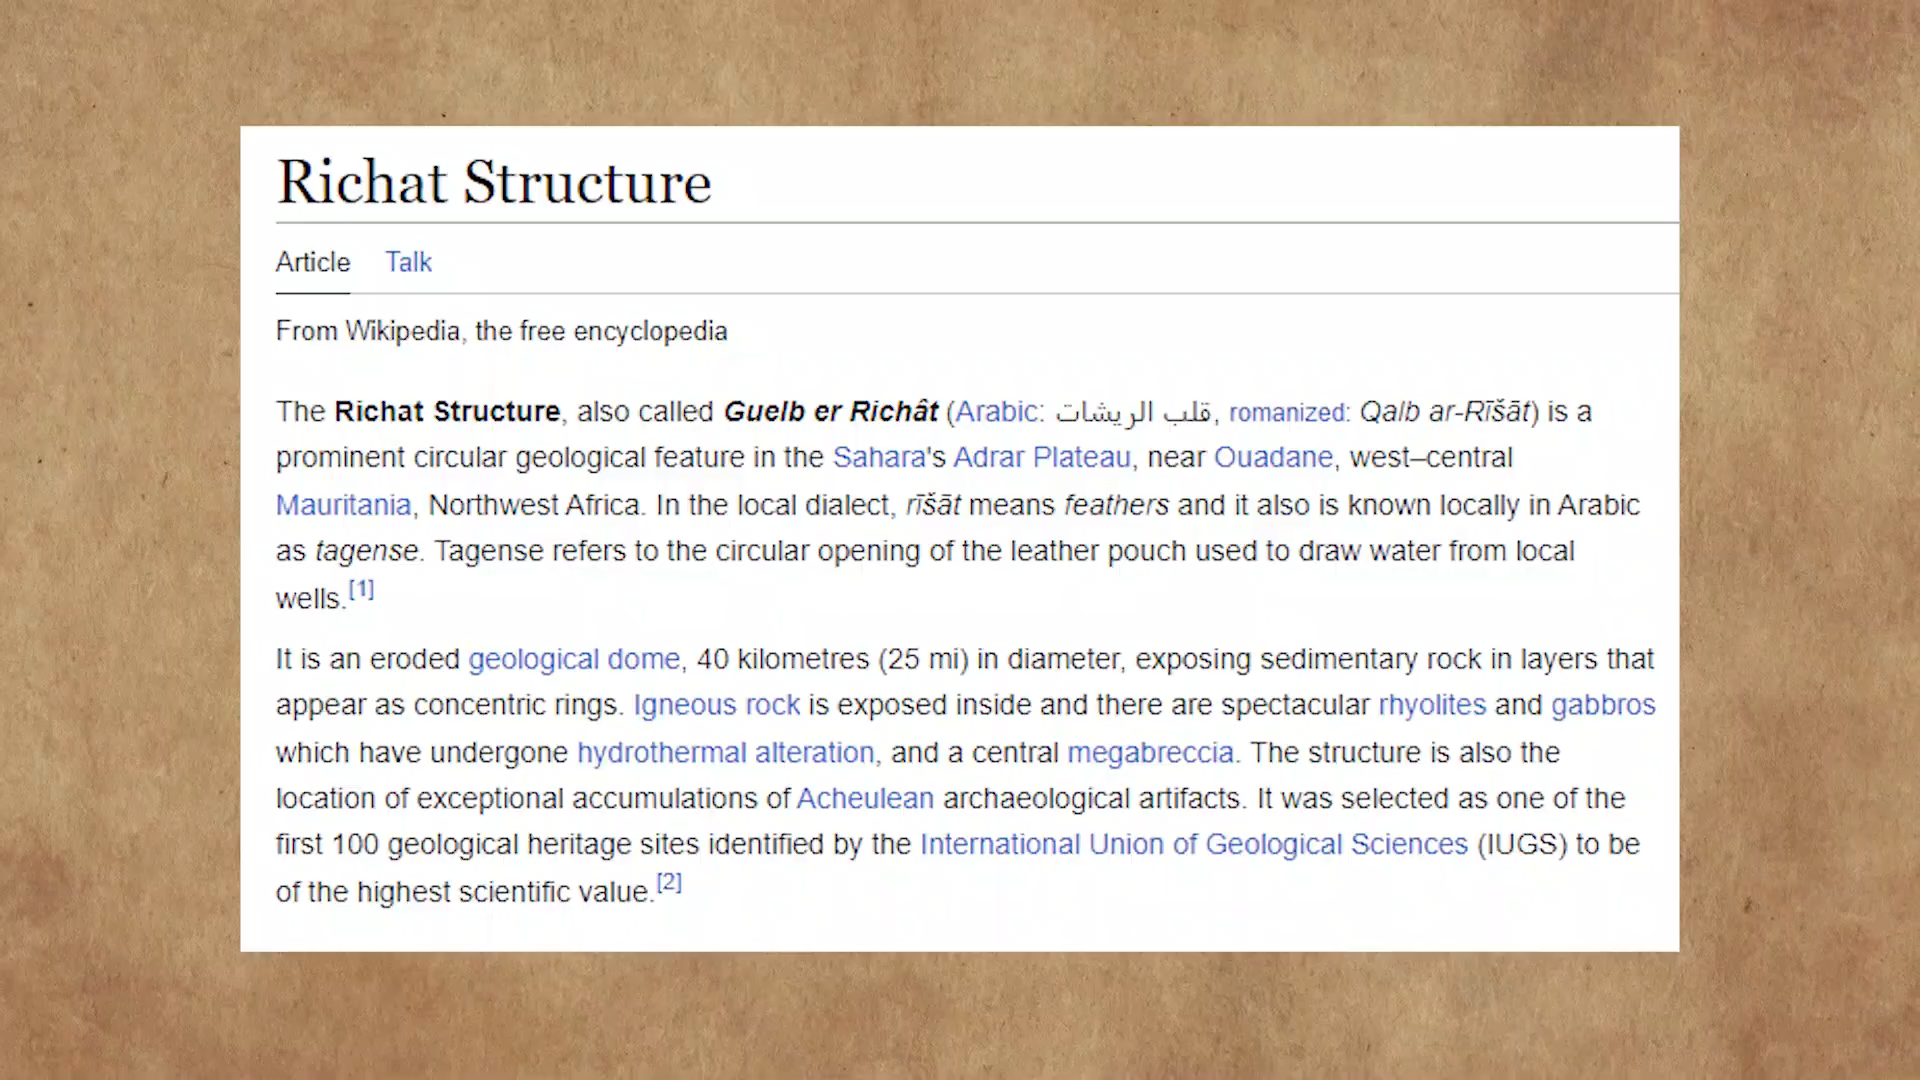 Richat Structure
Article Talk
From Wikipedia, the free encyclopedia
The Richat Structure, also called Guelb er Richât (Arabic: قلب الريشات, romanized: Qalb ar-Rīšāt) is a
prominent circular geological feature in the Sahara's Adrar Plateau, near Ouadane, west–central
Mauritania, Northwest Africa. In the local dialect, rīšāt means feathers and it also is known locally in Arabic
as tagense. Tagense refers to the circular opening of the leather pouch used to draw water from local
wells.[1]
It is an eroded geological dome, 40 kilometres (25 mi) in diameter, exposing sedimentary rock in layers that
appear as concentric rings. Igneous rock is exposed inside and there are spectacular rhyolites and gabbros
which have undergone hydrothermal alteration, and a central megabreccia. The structure is also the
location of exceptional accumulations of Acheulean archaeological artifacts. It was selected as one of the
first 100 geological heritage sites identified by the International Union of Geological Sciences (IUGS) to be
of the highest scientific value.[2]